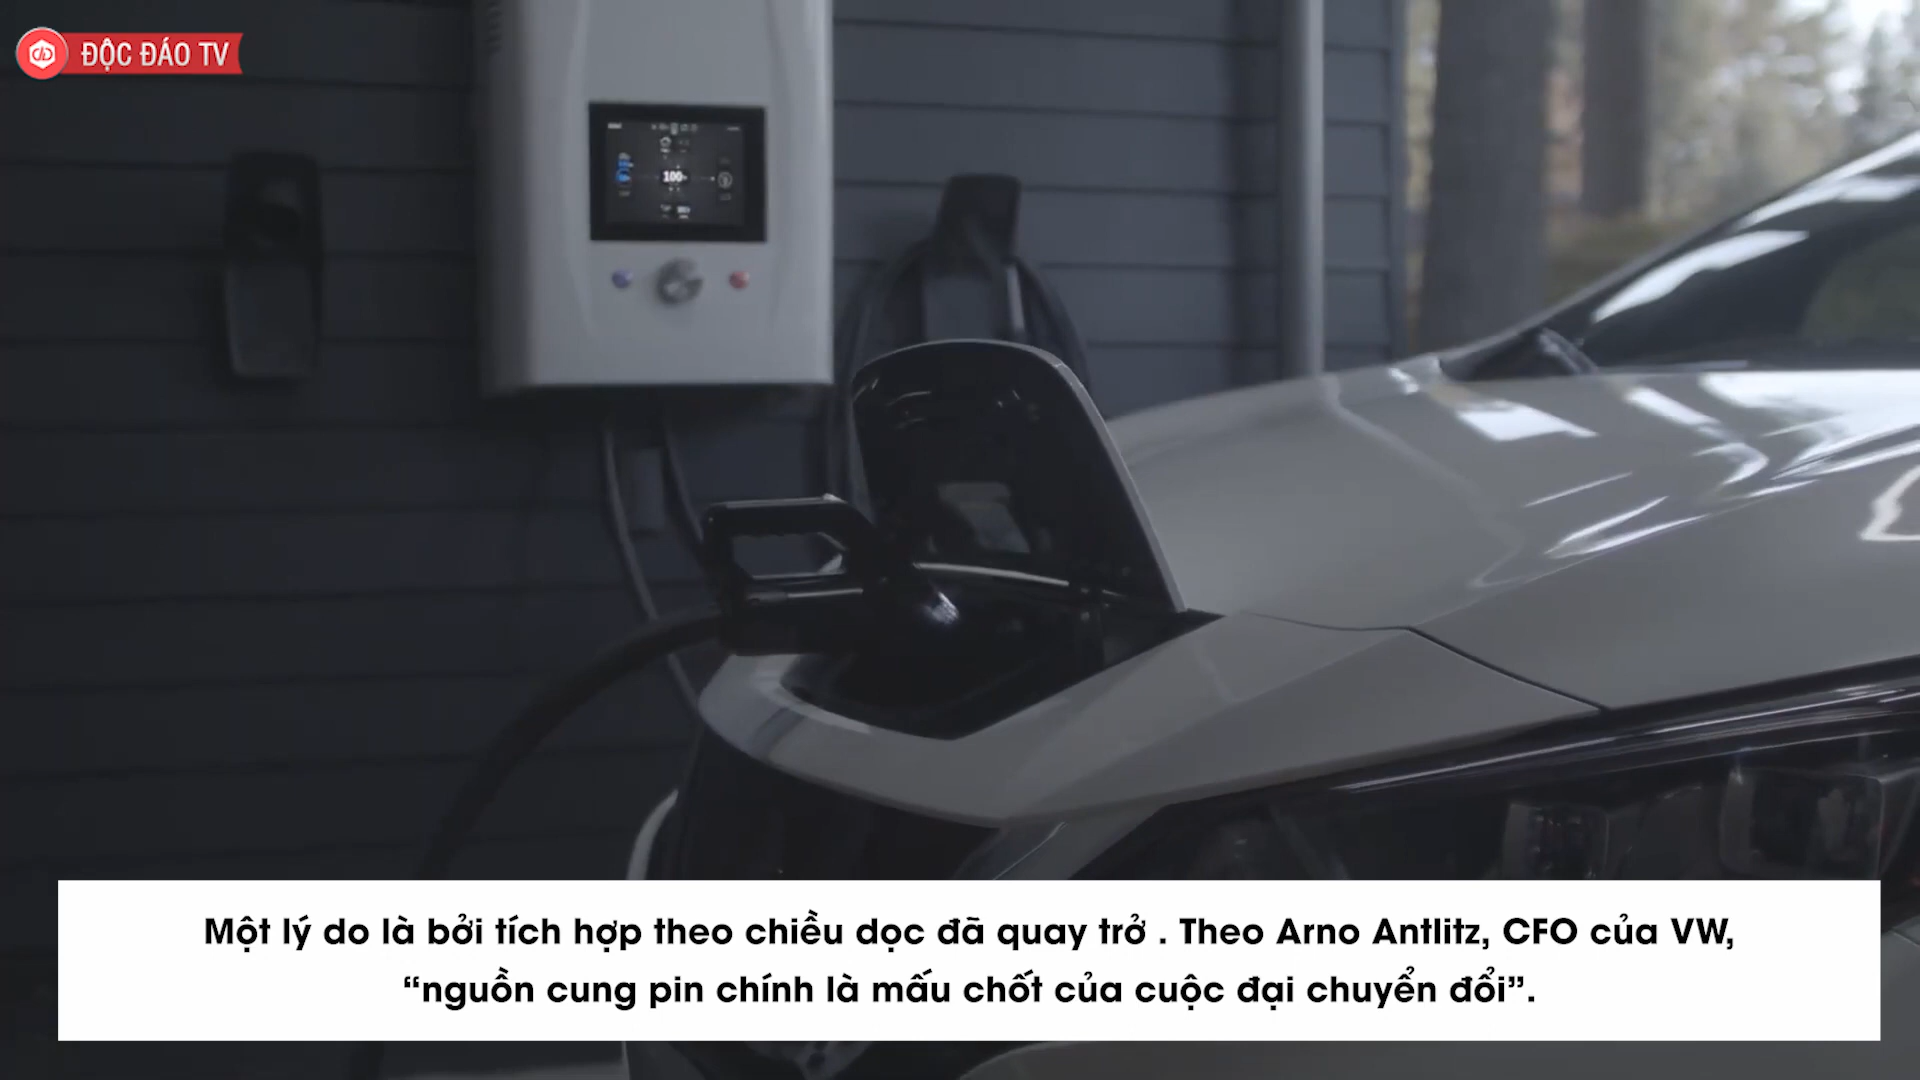 ĐỘC ĐÁO TV
100
Một lý do là bởi tích hợp theo chiều dọc đã quay trở . Theo Arno Antlitz, CFO của VW,
“nguồn cung pin chính là mấu chốt của cuộc đại chuyển đổi”.